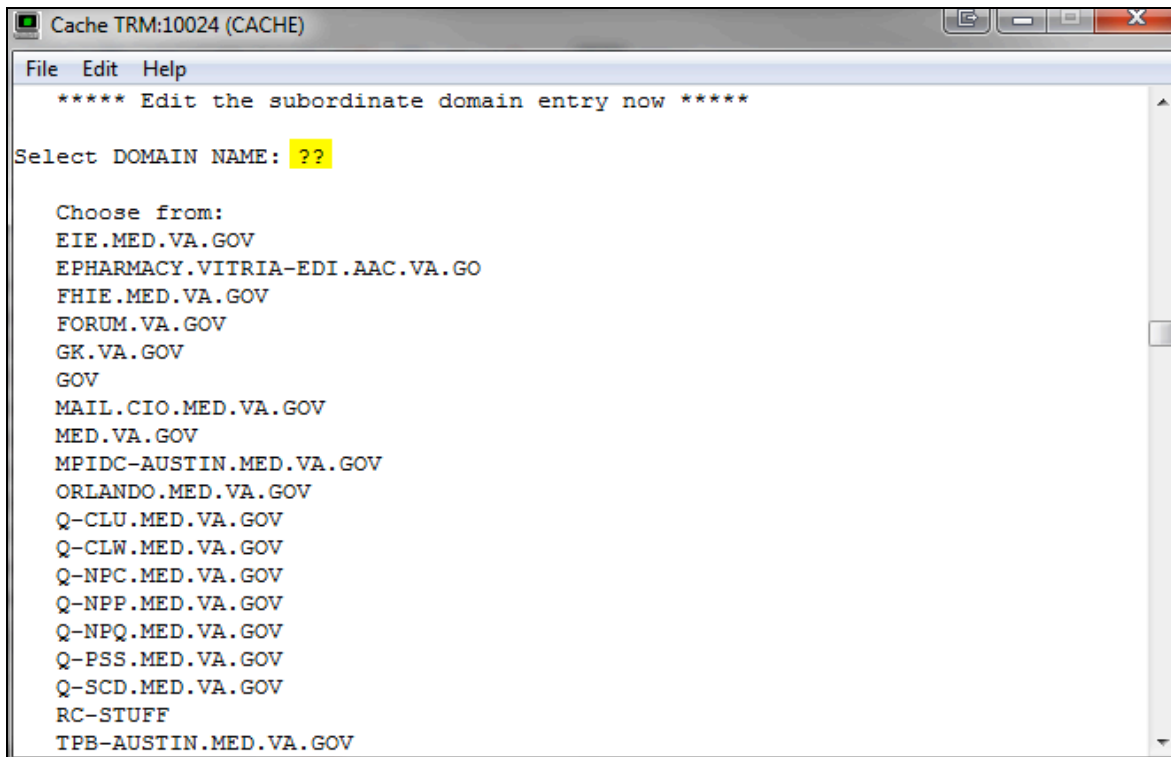 Cache TRM:10024 (CACHE)
File Edit Help
***** Edit the subordinate domain entry now *****
Select DOMAIN NAME: ??
Choose from:
EIE.MED.VA.GOV
EPHARMACY.VITRIA-EDI.AAC.VA.GO
FHIE.MED.VA.GOV
FORUM.VA.GOV
GK.VA.GOV
GOV
MAIL.CIO.MED.VA.GOV
MED.VA.GOV
MPIDC-AUSTIN.MED.VA.GOV
ORLANDO.MED.VA.GOV
Q-CLU.MED.VA.GOV
Q-CLW.MED.VA.GOV
Q-NPC.MED.VA.GOV
Q-NPP.MED.VA.GOV
Q-NPQ.MED.VA.GOV
Q-PSS.MED.VA.GOV
Q-SCD.MED.VA.GOV
RC-STUFF
TPB-AUSTIN.MED.VA.GOV